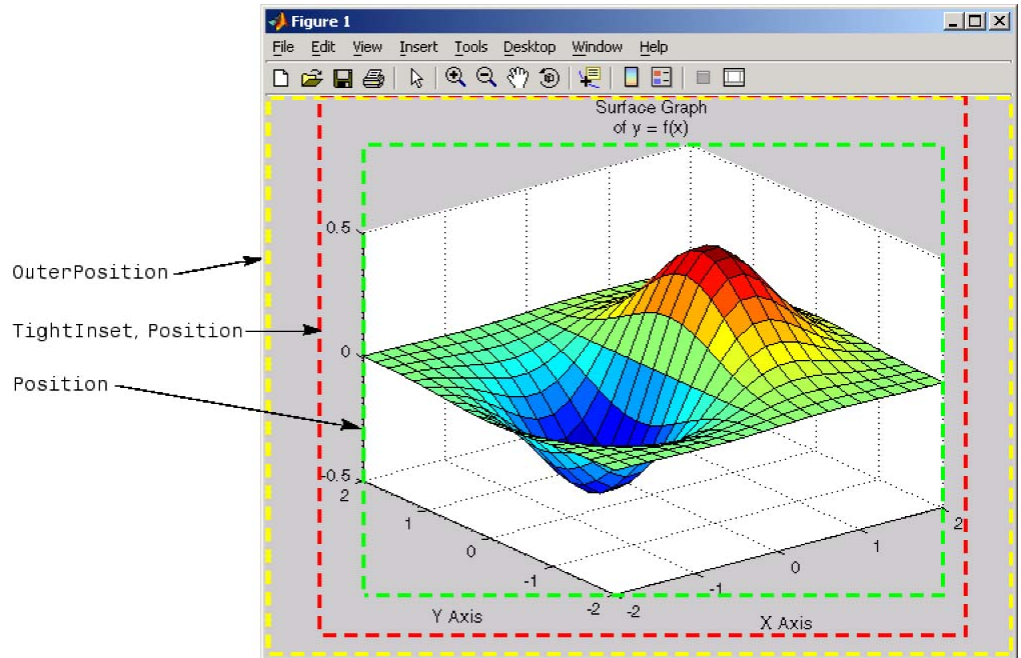 Figure 1
File Edit View Insert Tools Desktop Window Help
Surface Graph
of y = f(x)
0.5
OuterPosition
TightInset, Position
0
Position
-0.5
2
1
0
-1
-2
-2
-1
0
1
2
Y Axis
X Axis